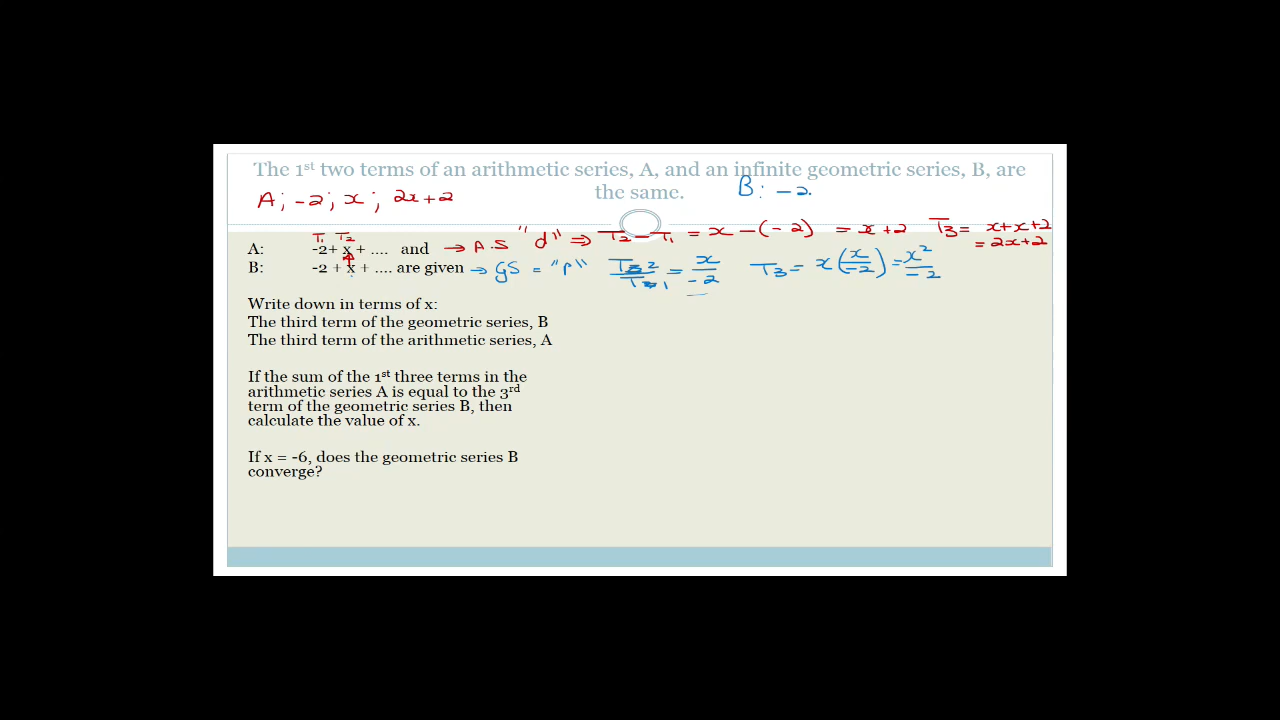 The 1st two terms of an arithmetic series, A, and an infinite geometric series, B, are
the same.
B: -2.
A; -2; x; 2x+2
T1 T2
A: -2+ x + .... and → A.S "d" ⇒ T2 - T1 = x - (-2) = x+2 T3 = x+x+2
= 2x+2
B: -2 + x + .... are given → GS = "r" T2/T1 = x/-2 T3 = x(x/-2) = x²/-2
Write down in terms of x:
The third term of the geometric series, B
The third term of the arithmetic series, A
If the sum of the 1st three terms in the
arithmetic series A is equal to the 3rd
term of the geometric series B, then
calculate the value of x.
If x = -6, does the geometric series B
converge?